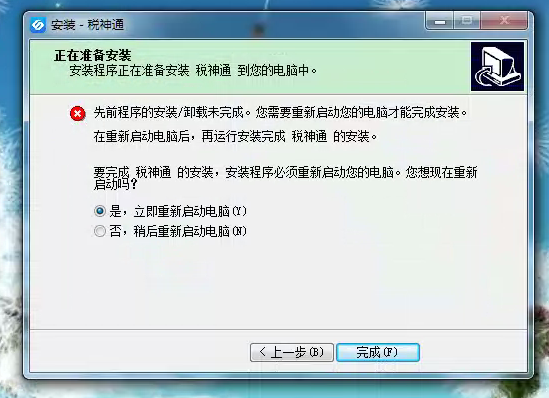 安装 - 税神通
正在准备安装
安装程序正在准备安装 税神通 到您的电脑中。
先前程序的安装/卸载未完成。您需要重新启动您的电脑才能完成安装。
在重新启动电脑后，再运行安装完成 税神通 的安装。
要完成 税神通 的安装，安装程序必须重新启动您的电脑。您想现在重新
启动吗？
是，立即重新启动电脑(Y)
否，稍后重新启动电脑(N)
< 上一步(B)
完成(F)